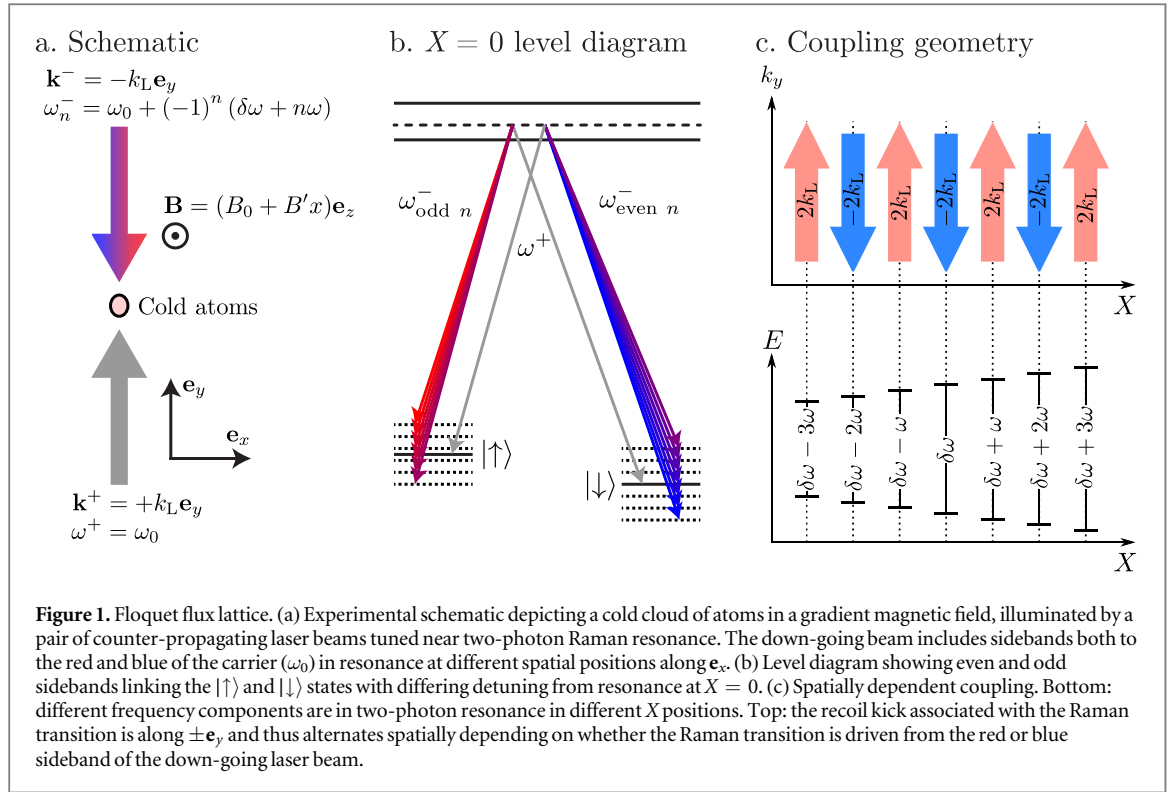 a. Schematic
k⁻ = −k_L e_y
ω_n⁻ = ω₀ + (−1)ⁿ (δω + nω)
B = (B₀ + B′x)e_z
Cold atoms
e_y
e_x
k⁺ = +k_L e_y
ω⁺ = ω₀
b. X = 0 level diagram
ω⁻_odd n
ω⁻_even n
ω⁺
|↑⟩
|↓⟩
c. Coupling geometry
k_y
2k_L
−2k_L
2k_L
−2k_L
2k_L
−2k_L
2k_L
X
E
δω − 3ω
δω − 2ω
δω − ω
δω
δω + ω
δω + 2ω
δω + 3ω
X
Figure 1. Floquet flux lattice. (a) Experimental schematic depicting a cold cloud of atoms in a gradient magnetic field, illuminated by a
pair of counter-propagating laser beams tuned near two-photon Raman resonance. The down-going beam includes sidebands both to
the red and blue of the carrier (ω₀) in resonance at different spatial positions along e_x. (b) Level diagram showing even and odd
sidebands linking the |↑⟩ and |↓⟩ states with differing detuning from resonance at X = 0. (c) Spatially dependent coupling. Bottom:
different frequency components are in two-photon resonance in different X positions. Top: the recoil kick associated with the Raman
transition is along ±e_y and thus alternates spatially depending on whether the Raman transition is driven from the red or blue
sideband of the down-going laser beam.